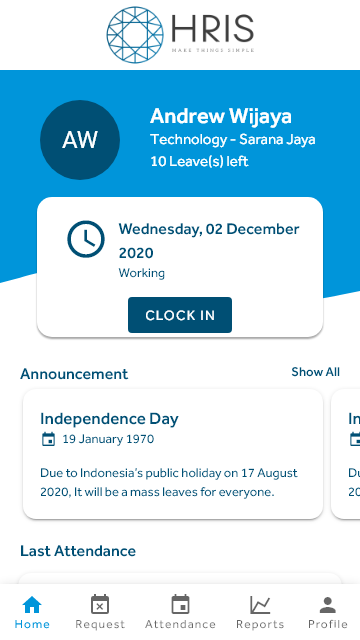 HRIS
MAKE THINGS SIMPLE
AW
Andrew Wijaya
Technology - Sarana Jaya
10 Leave(s) left
Wednesday, 02 December
2020
Working
CLOCK IN
Announcement
Show All
Independence Day
19 January 1970
Due to Indonesia's public holiday on 17 August
2020, It will be a mass leaves for everyone.
In
Du
20
Last Attendance
Home
Request
Attendance
Reports
Profile